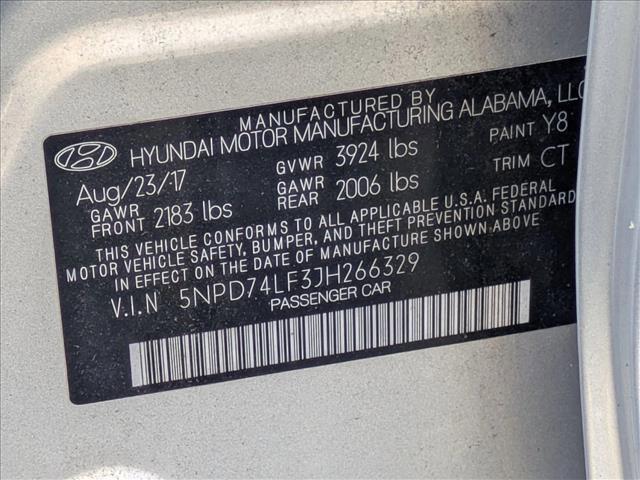 MANUFACTURED BY
HYUNDAI MOTOR MANUFACTURING ALABAMA, LLC
Aug/23/17 GVWR 3924 lbs PAINT Y8
GAWR FRONT 2183 lbs GAWR REAR 2006 lbs TRIM CT
THIS VEHICLE CONFORMS TO ALL APPLICABLE U.S.A. FEDERAL
MOTOR VEHICLE SAFETY, BUMPER, AND THEFT PREVENTION STANDARD
IN EFFECT ON THE DATE OF MANUFACTURE SHOWN ABOVE
V.I.N 5NPD74LF3JH266329
PASSENGER CAR